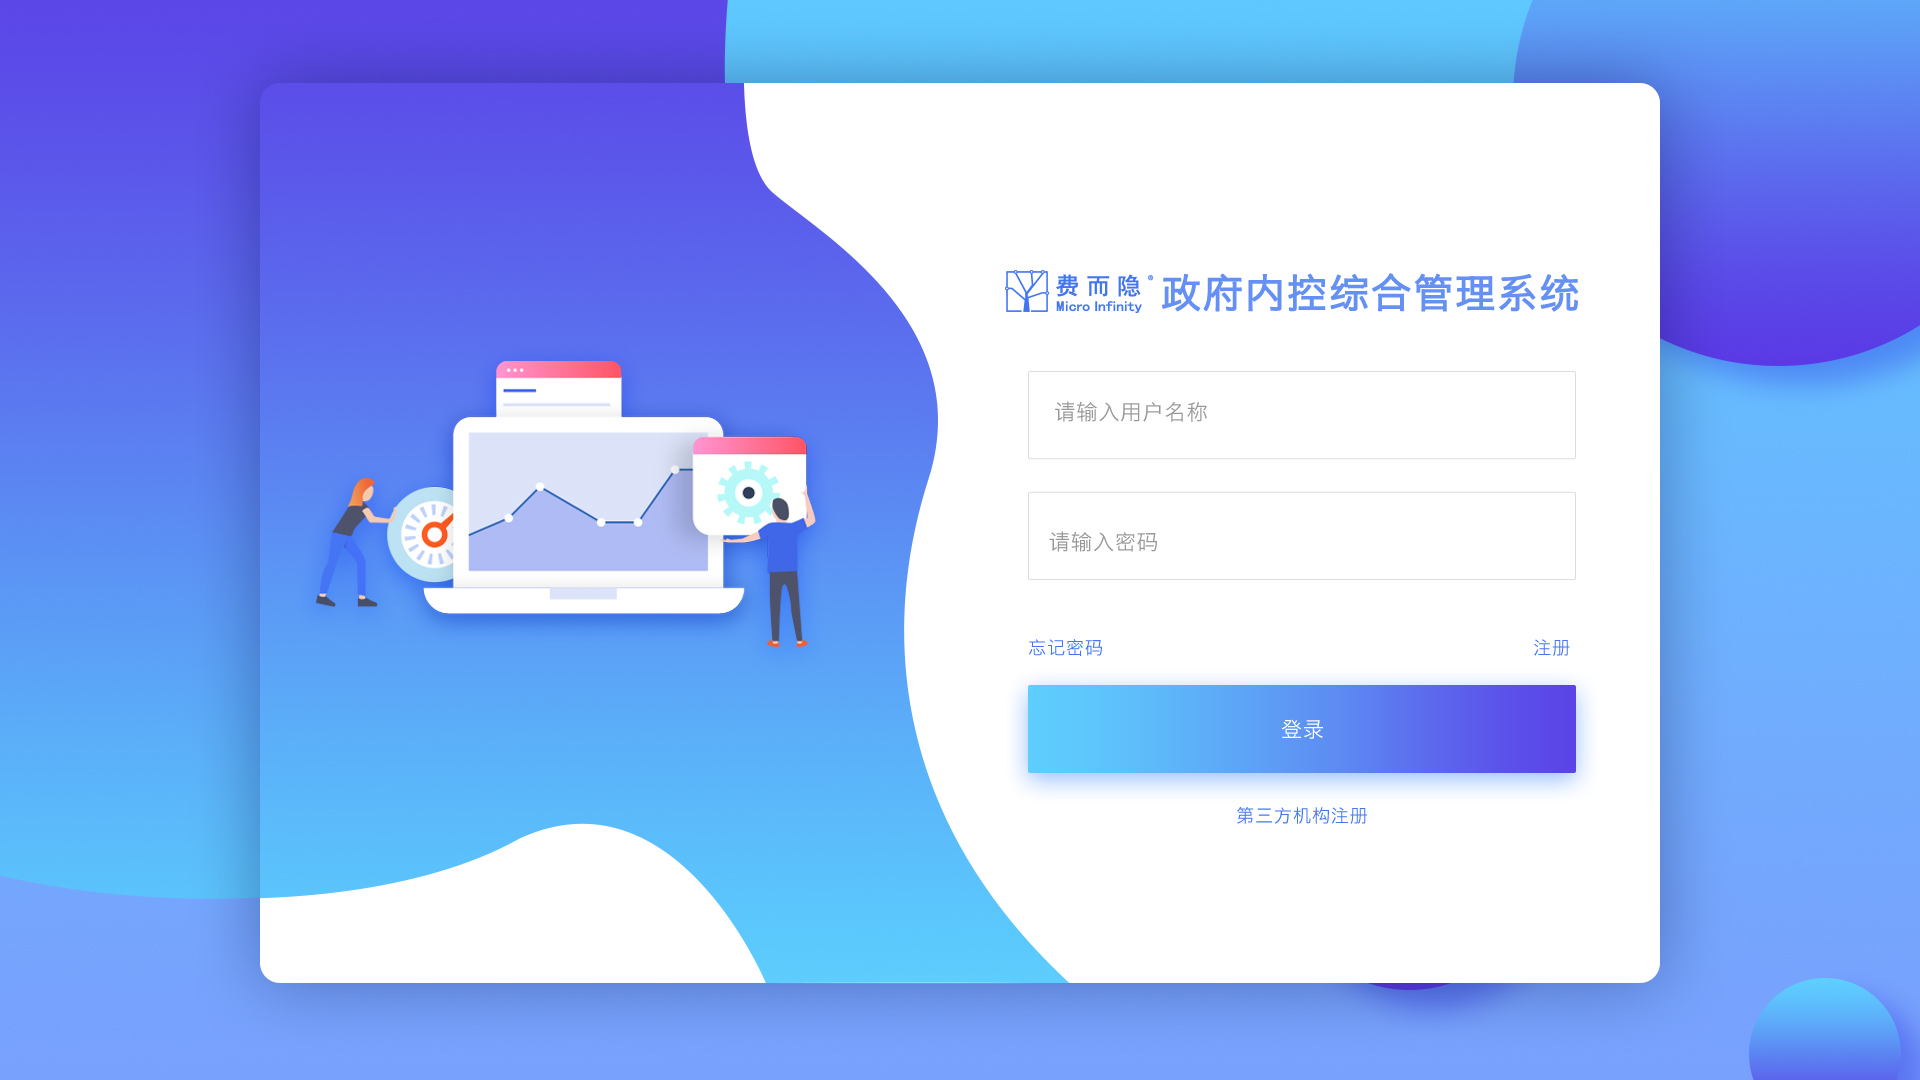 费而隐® 政府内控综合管理系统
Micro Infinity
请输入用户名称
请输入密码
忘记密码 注册
登录
第三方机构注册